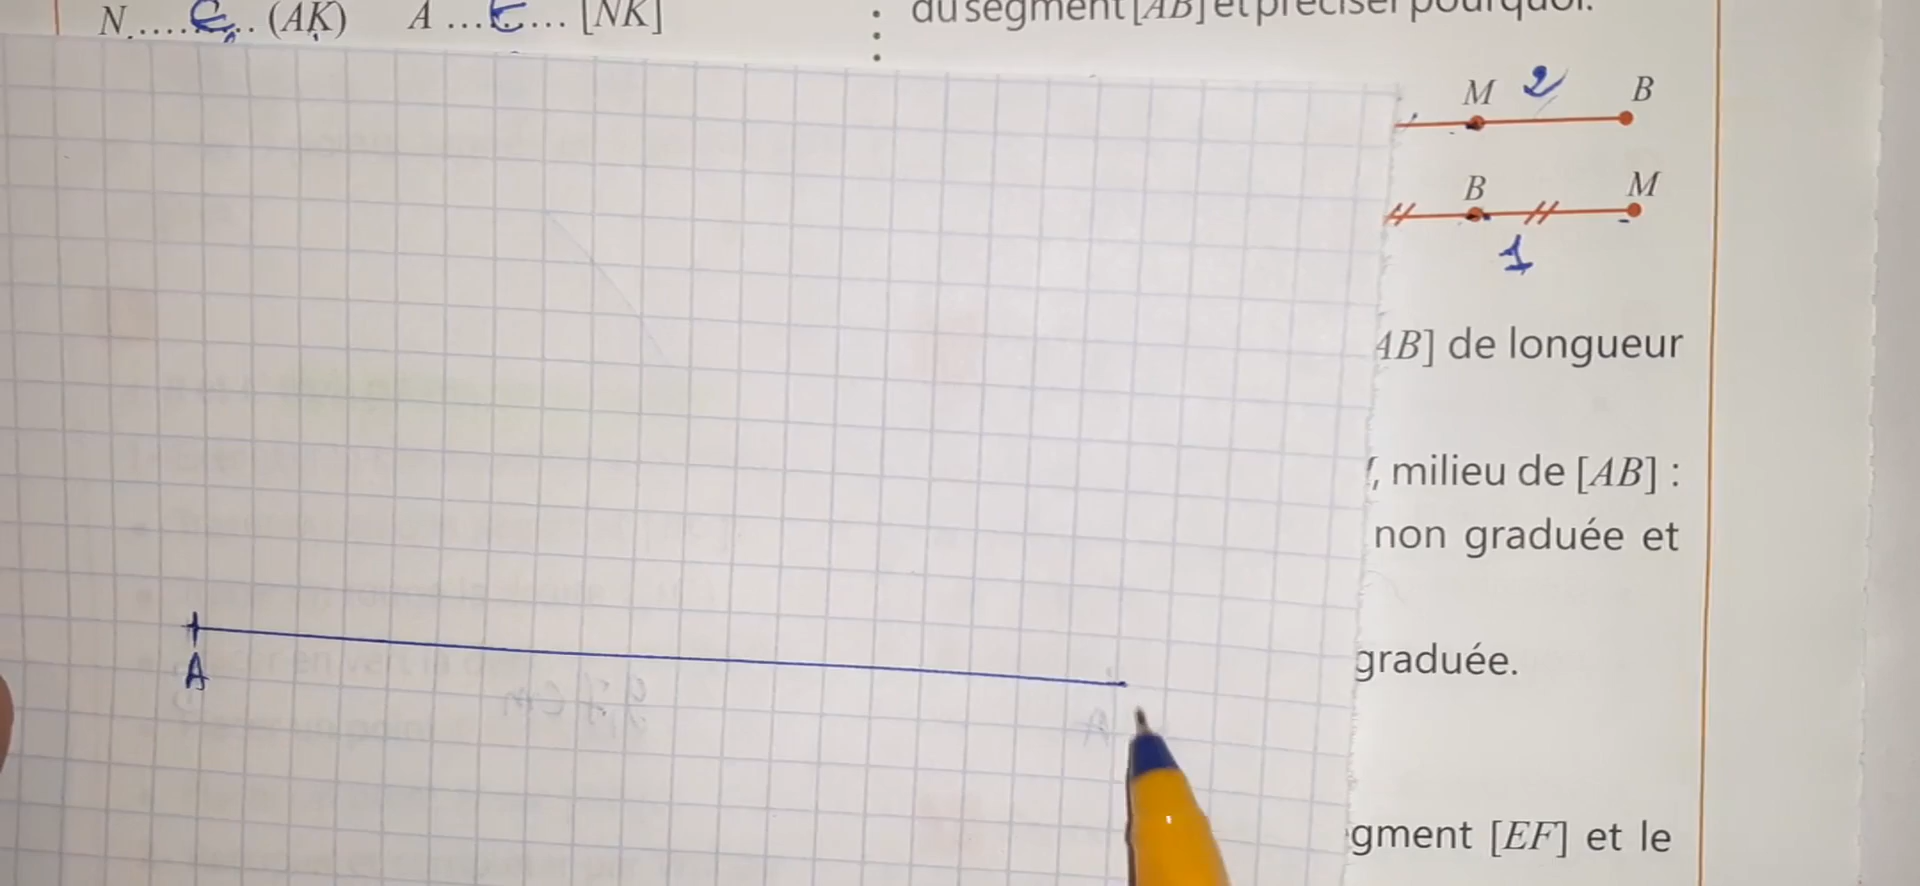 N....∈... (AK) A ...∈... [NK]
du segment [AB] et préciser pourquoi.
M 2 B
B M
1
AB] de longueur
, milieu de [AB] :
non graduée et
graduée.
A
gment [EF] et le